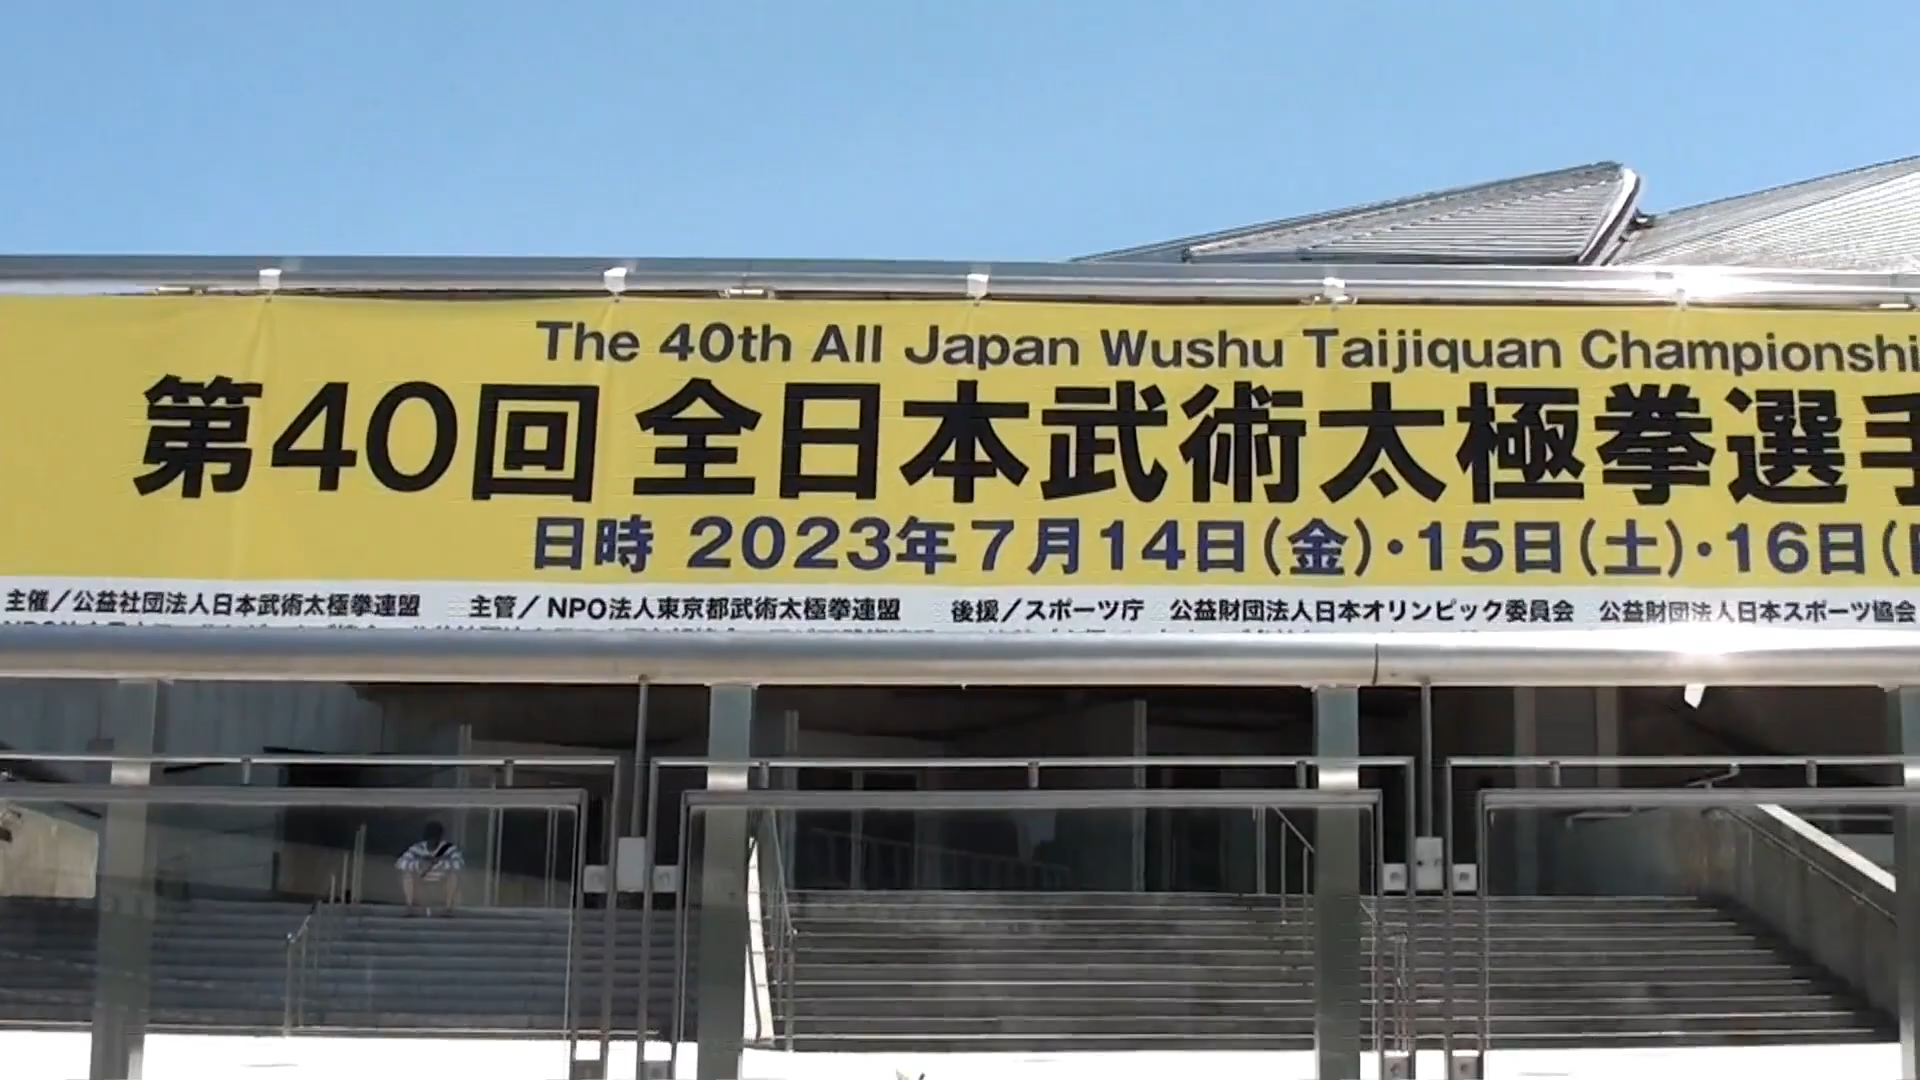 The 40th All Japan Wushu Taijiquan Championshi
第40回 全日本武術太極拳選手
日時 2023年7月14日(金)・15日(土)・16日(
主催/公益社団法人日本武術太極拳連盟 主管/NPO法人東京都武術太極拳連盟 後援/スポーツ庁 公益財団法人日本オリンピック委員会 公益財団法人日本スポーツ協会